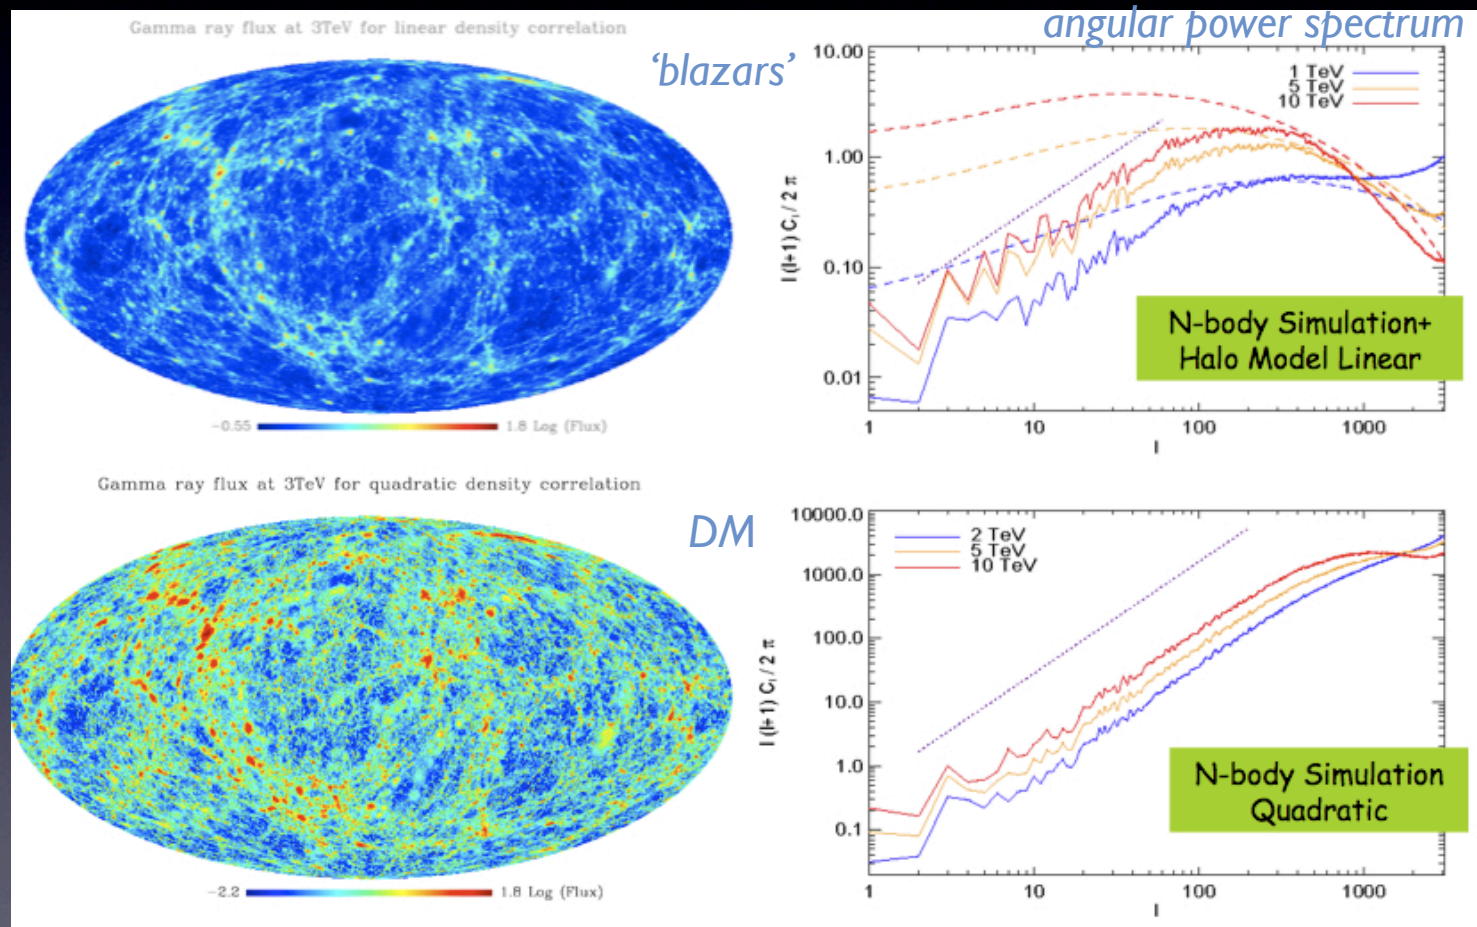 angular power spectrum
Gamma ray flux at 3TeV for linear density correlation
'blazars'
-0.55
1.8 Log (Flux)
10.00
1.00
0.10
0.01
l (l+1) Cl / 2 π
1 TeV
5 TeV
10 TeV
N-body Simulation+
Halo Model Linear
1 10 100 1000
l
Gamma ray flux at 3TeV for quadratic density correlation
DM
-2.2
1.8 Log (Flux)
10000.0
1000.0
100.0
10.0
1.0
0.1
l (l+1) Cl / 2 π
2 TeV
5 TeV
10 TeV
N-body Simulation
Quadratic
1 10 100 1000
l